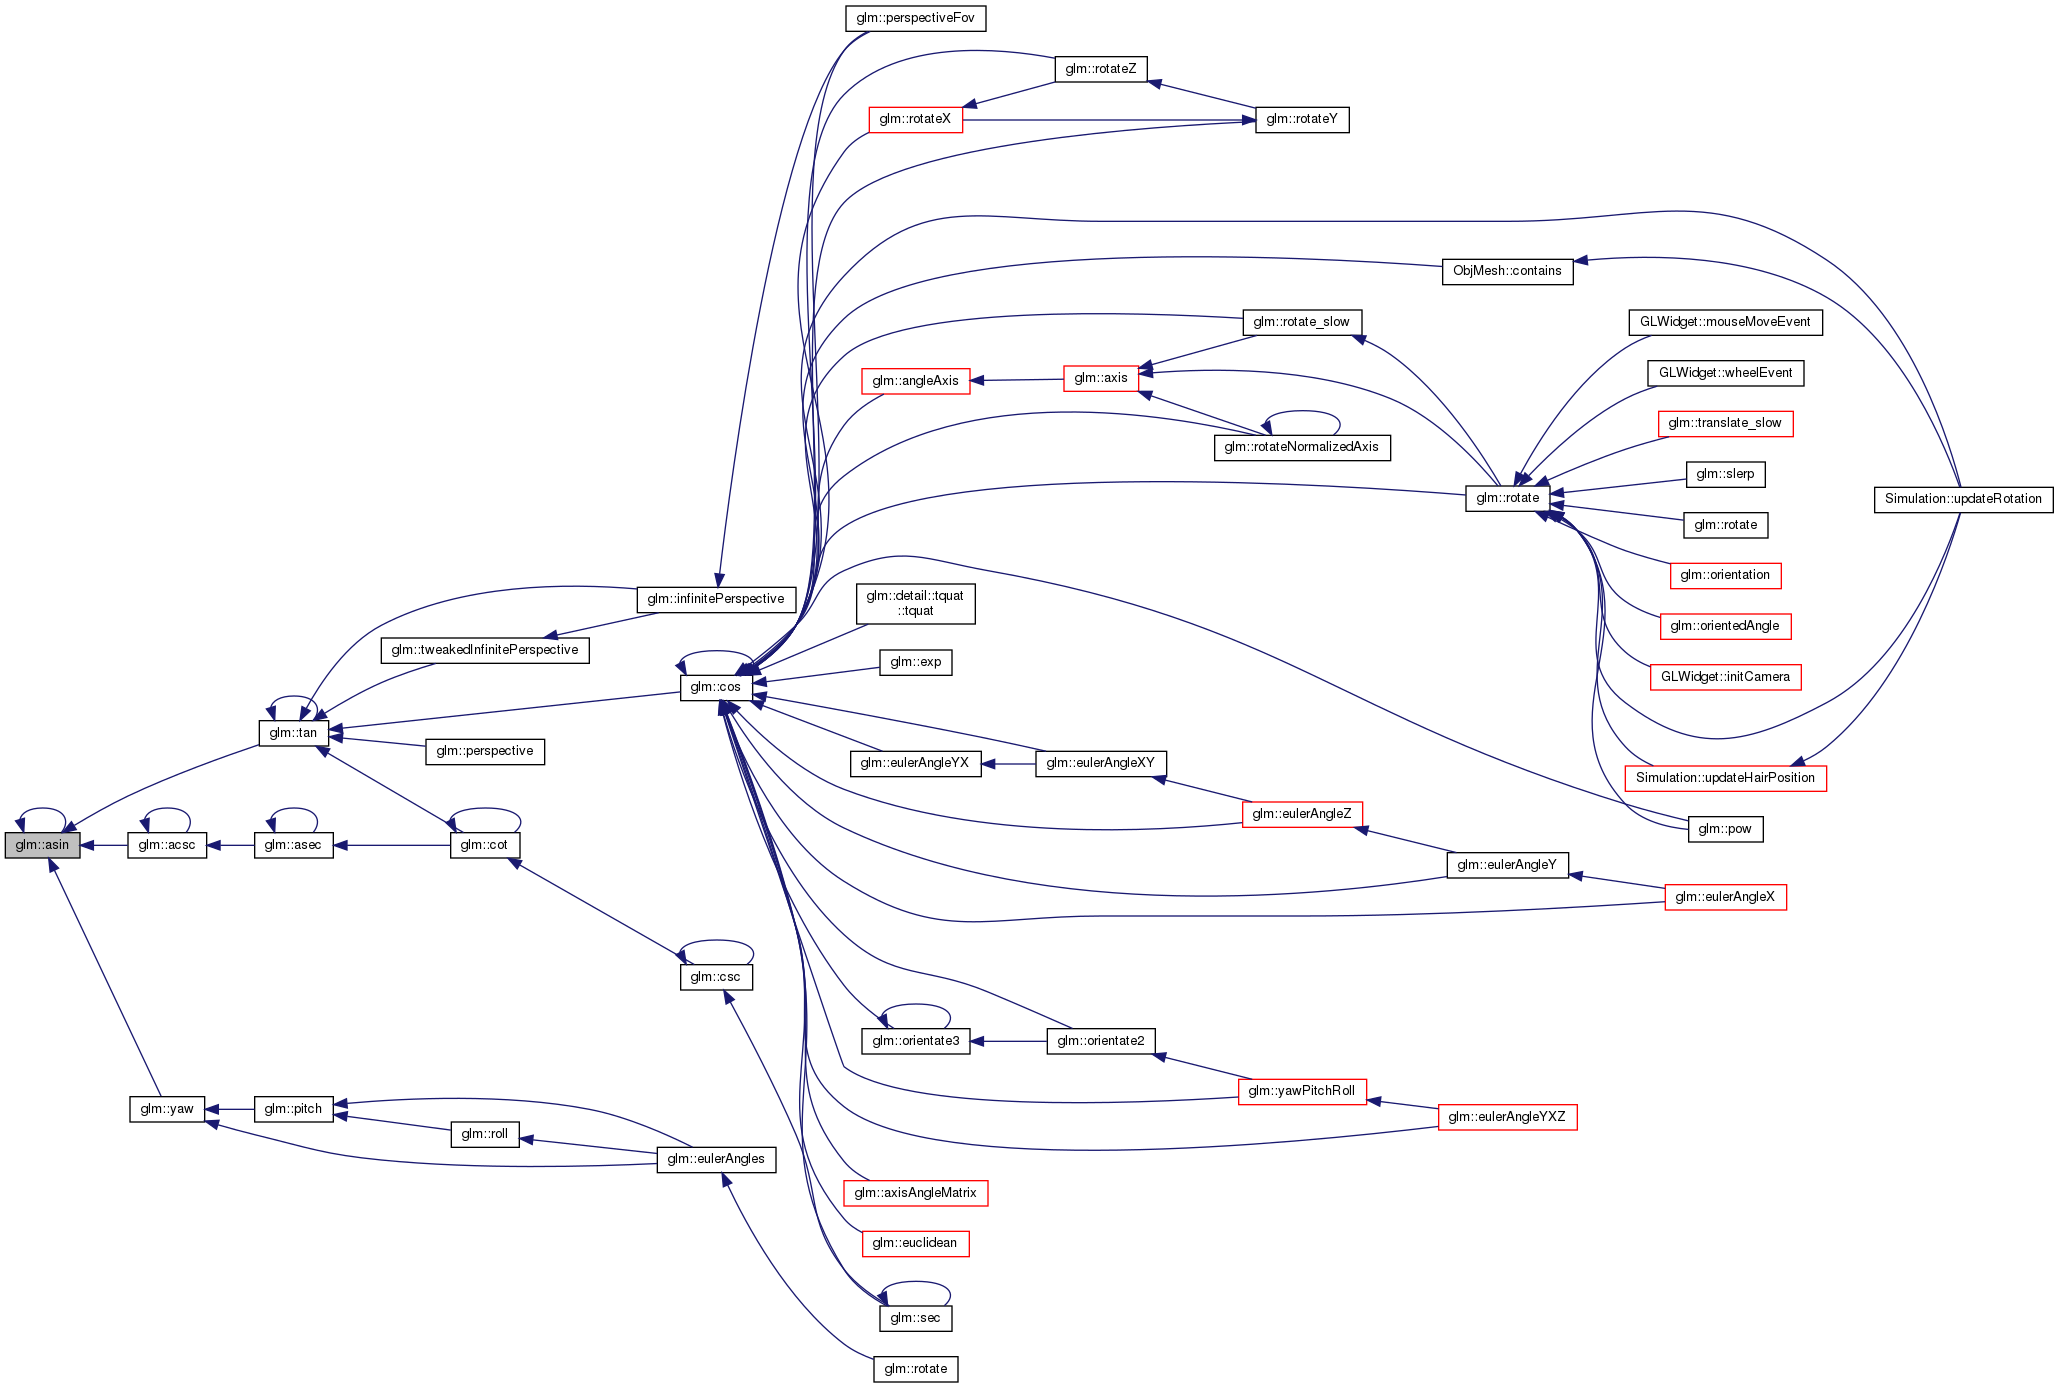 glm::perspectiveFov
glm::rotateZ
glm::rotateX
glm::rotateY
ObjMesh::contains
glm::rotate_slow
GLWidget::mouseMoveEvent
glm::angleAxis
glm::axis
GLWidget::wheelEvent
glm::translate_slow
glm::rotateNormalizedAxis
glm::slerp
glm::rotate
Simulation::updateRotation
glm::rotate
glm::orientation
glm::infinitePerspective
glm::detail::tquat
::tquat
glm::orientedAngle
glm::tweakedInfinitePerspective
glm::exp
GLWidget::initCamera
glm::cos
glm::tan
glm::perspective
glm::eulerAngleYX
glm::eulerAngleXY
Simulation::updateHairPosition
glm::eulerAngleZ
glm::pow
glm::asin
glm::acsc
glm::asec
glm::cot
glm::eulerAngleY
glm::eulerAngleX
glm::csc
glm::orientate3
glm::orientate2
glm::yawPitchRoll
glm::eulerAngleYXZ
glm::yaw
glm::pitch
glm::roll
glm::eulerAngles
glm::axisAngleMatrix
glm::euclidean
glm::sec
glm::rotate